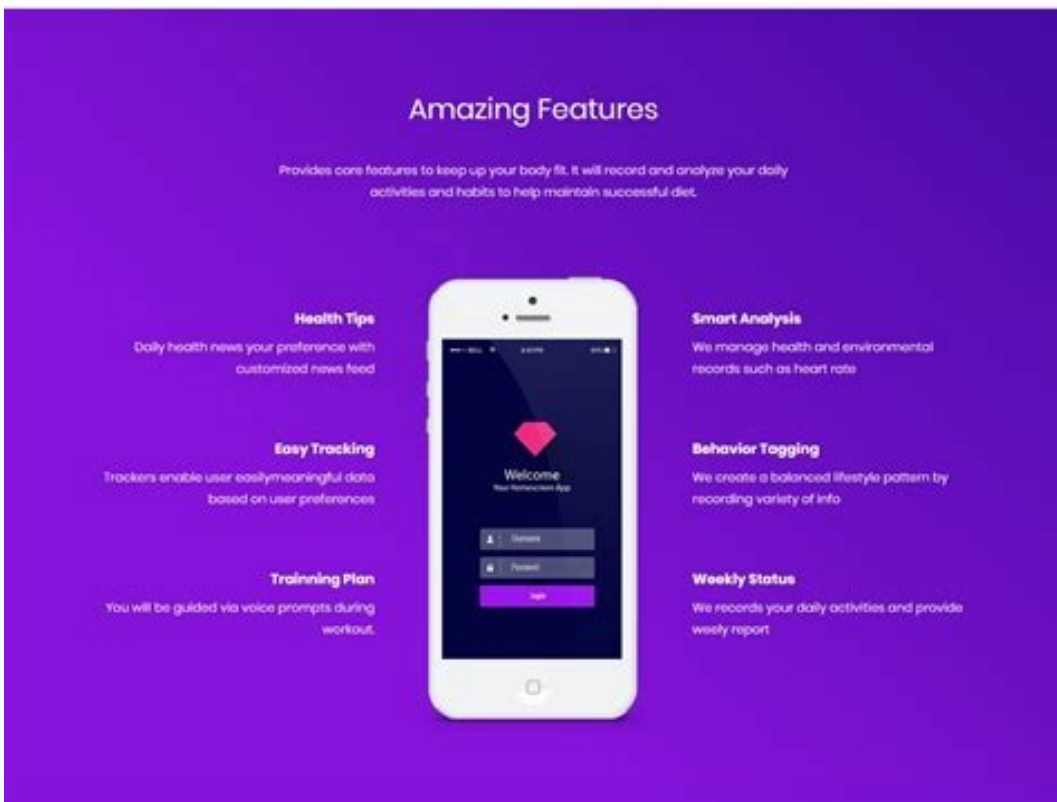 Amazing Features
Provides core features to keep up your body fit. It will record and analyze your daily
activities and habits to help maintain successful diet.
Health Tips
Daily health news your preference with
customized news feed
Easy Tracking
Trackers enable user easilymeaningful data
based on user preferences
Trainning Plan
You will be guided via voice prompts during
workout.
Welcome
Your Homescreen App
Username
Password
Login
Smart Analysis
We manage health and environmental
records such as heart rate
Behavior Tagging
We create a balanced lifestyle pattern by
recording variety of info
Weekly Status
We records your daily activities and provide
weely report